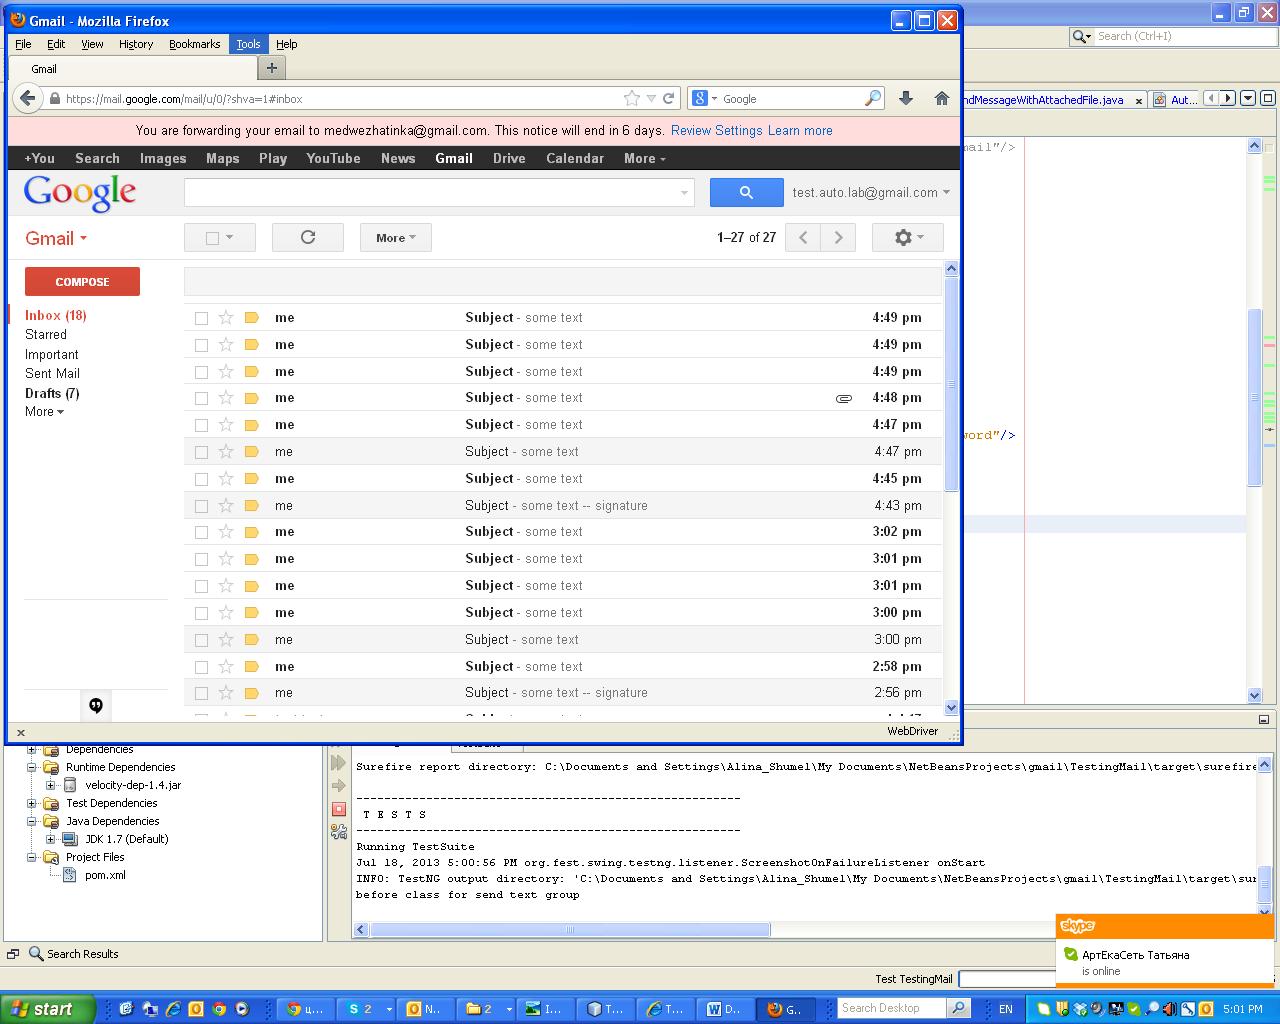 Gmail - Mozilla Firefox
File Edit View History Bookmarks Tools Help
Search (Ctrl+I)
Gmail
https://mail.google.com/mail/u/0/?shva=1#inbox
Google
ndMessageWithAttachedFile.java Aut...
You are forwarding your email to medwezhatinka@gmail.com. This notice will end in 6 days. Review Settings Learn more
+You Search Images Maps Play YouTube News Gmail Drive Calendar More
mail"/>
Google
test.auto.lab@gmail.com
Gmail
More
1–27 of 27
COMPOSE
Inbox (18)
Starred
Important
Sent Mail
Drafts (7)
More
me Subject - some text 4:49 pm
me Subject - some text 4:49 pm
me Subject - some text 4:49 pm
me Subject - some text 4:48 pm
me Subject - some text 4:47 pm
me Subject - some text 4:47 pm
me Subject - some text 4:45 pm
me Subject - some text -- signature 4:43 pm
me Subject - some text 3:02 pm
me Subject - some text 3:01 pm
me Subject - some text 3:01 pm
me Subject - some text 3:00 pm
me Subject - some text 3:00 pm
me Subject - some text 2:58 pm
me Subject - some text -- signature 2:56 pm
word"/>
WebDriver
Dependencies
Runtime Dependencies
velocity-dep-1.4.jar
Test Dependencies
Java Dependencies
JDK 1.7 (Default)
Project Files
pom.xml
Surefire report directory: C:\Documents and Settings\Alina_Shumel\My Documents\NetBeansProjects\gmail\TestingMail\target\surefire
-------------------------------------------------------
T E S T S
-------------------------------------------------------
Running TestSuite
Jul 18, 2013 5:00:56 PM org.fest.swing.testng.listener.ScreenshotOnFailureListener onStart
INFO: TestNG output directory: 'C:\Documents and Settings\Alina_Shumel\My Documents\NetBeansProjects\gmail\TestingMail\target\sur
before class for send text group
Search Results
Test TestingMail
skype
АртЕкаСеть Татьяна
is online
start
ц...
2
N..
2
I...
T...
T...
D...
G..
Search Desktop
EN
5:01 PM